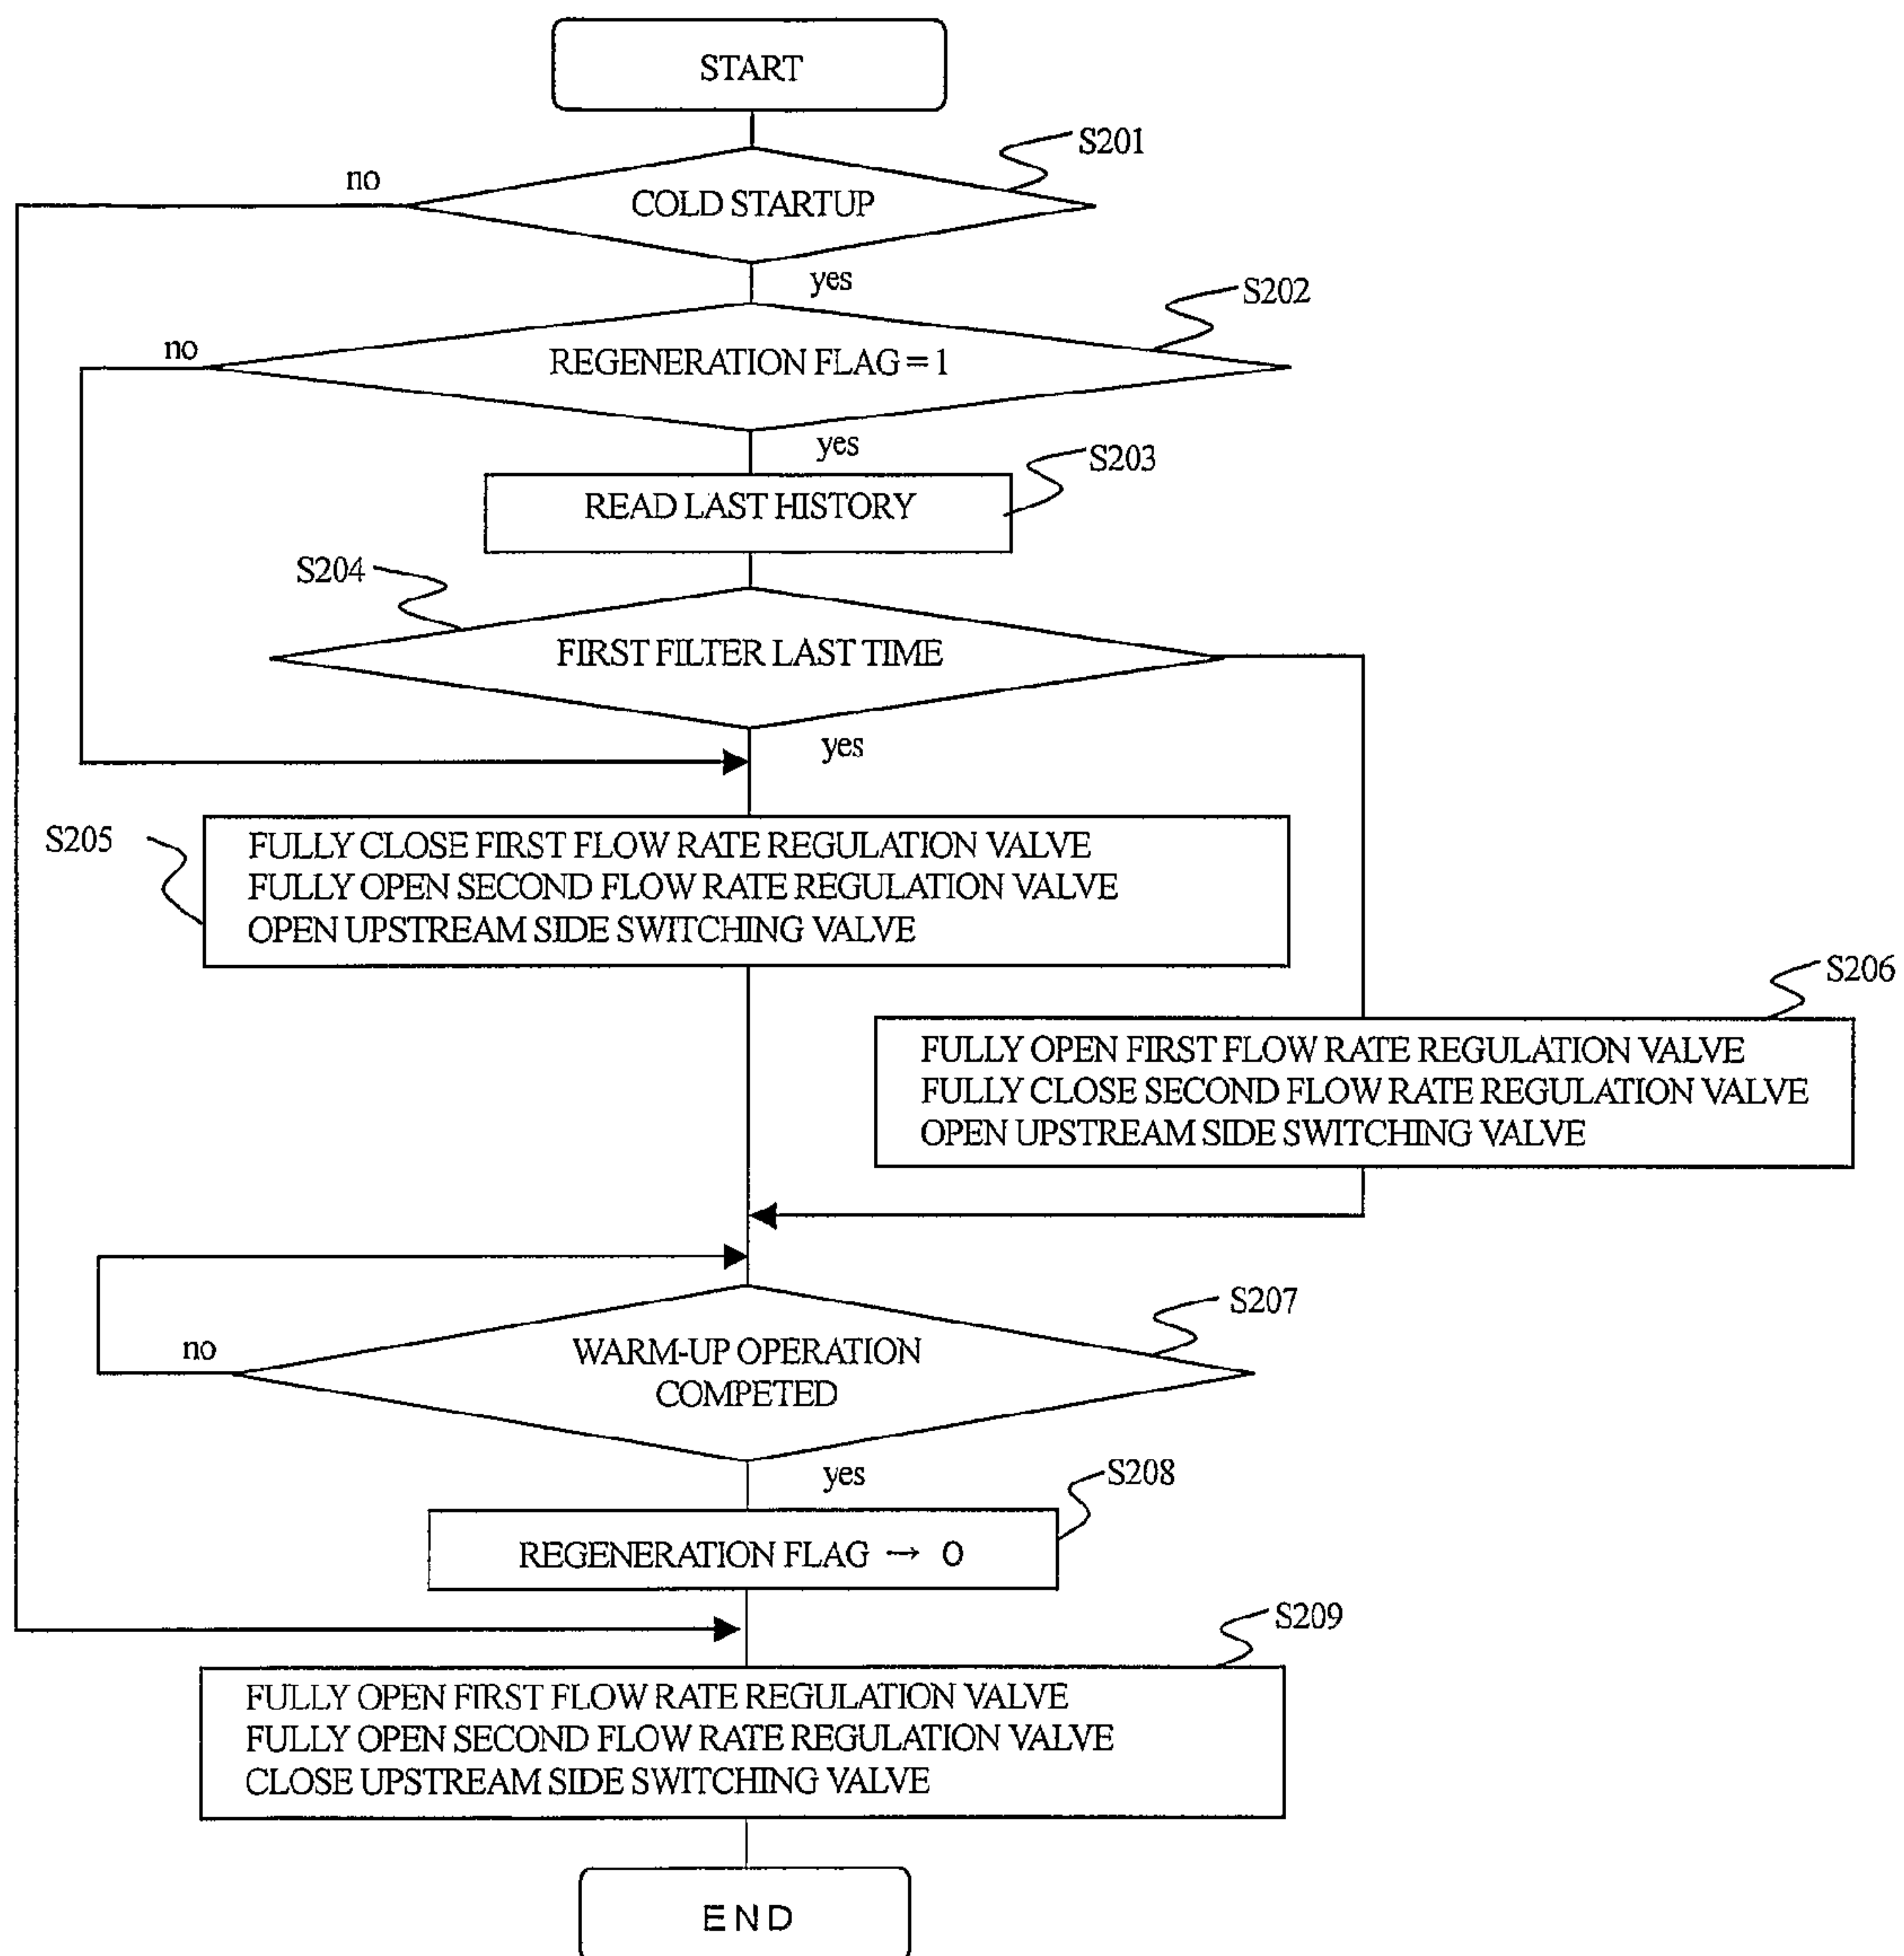 START
S201
no
COLD STARTUP
yes
S202
no
REGENERATION FLAG = 1
yes
S203
READ LAST HISTORY
S204
FIRST FILTER LAST TIME
yes
S205
FULLY CLOSE FIRST FLOW RATE REGULATION VALVE
FULLY OPEN SECOND FLOW RATE REGULATION VALVE
OPEN UPSTREAM SIDE SWITCHING VALVE
S206
FULLY OPEN FIRST FLOW RATE REGULATION VALVE
FULLY CLOSE SECOND FLOW RATE REGULATION VALVE
OPEN UPSTREAM SIDE SWITCHING VALVE
S207
no
WARM-UP OPERATION
COMPETED
yes
S208
REGENERATION FLAG → 0
S209
FULLY OPEN FIRST FLOW RATE REGULATION VALVE
FULLY OPEN SECOND FLOW RATE REGULATION VALVE
CLOSE UPSTREAM SIDE SWITCHING VALVE
END